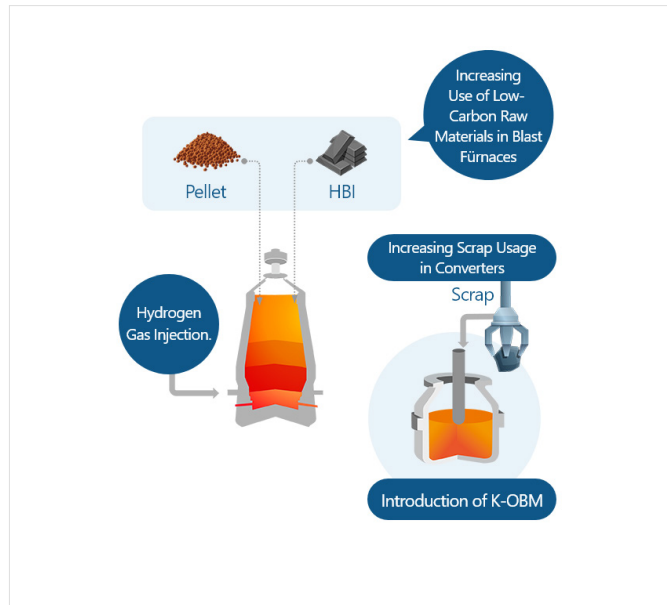 Increasing
Use of Low-
Carbon Raw
Materials in Blast
Fürnaces
Pellet
HBI
Increasing Scrap Usage
in Converters
Scrap
Hydrogen
Gas Injection.
Introduction of K-OBM